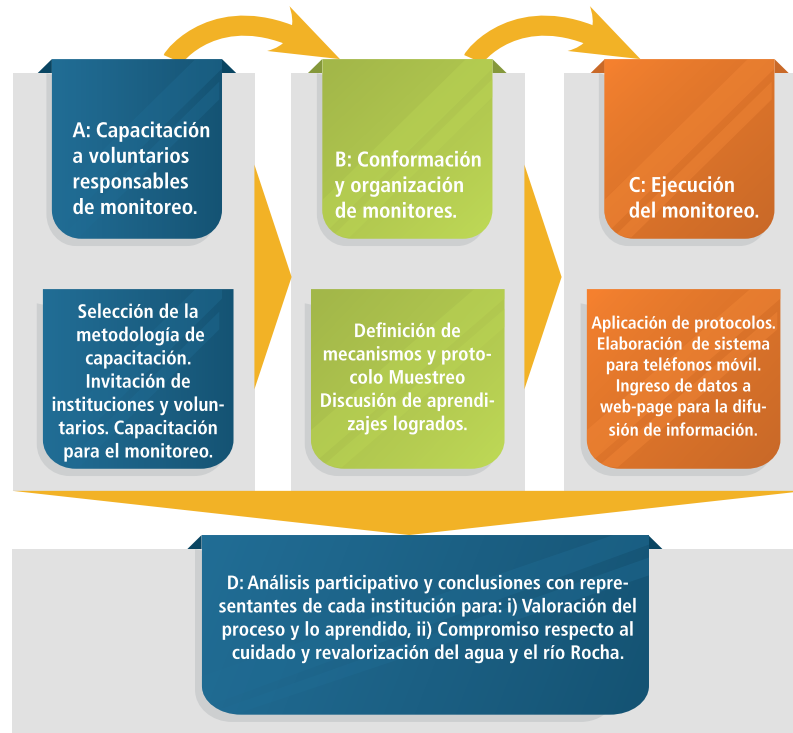 A: Capacitación
a voluntarios
responsables
de monitoreo.
Selección de la
metodología de
capacitación.
Invitación de
instituciones y volun-
tarios. Capacitación
para el monitoreo.
B: Conformación
y organización
de monitores.
Definición de
mecanismos y proto-
colo Muestreo
Discusión de aprendi-
zajes logrados.
C: Ejecución
del monitoreo.
Aplicación de protocolos.
Elaboración de sistema
para teléfonos móvil.
Ingreso de datos a
web-page para la difu-
sión de información.
D: Análisis participativo y conclusiones con repre-
sentantes de cada institución para: i) Valoración del
proceso y lo aprendido, ii) Compromiso respecto al
cuidado y revalorización del agua y el río Rocha.